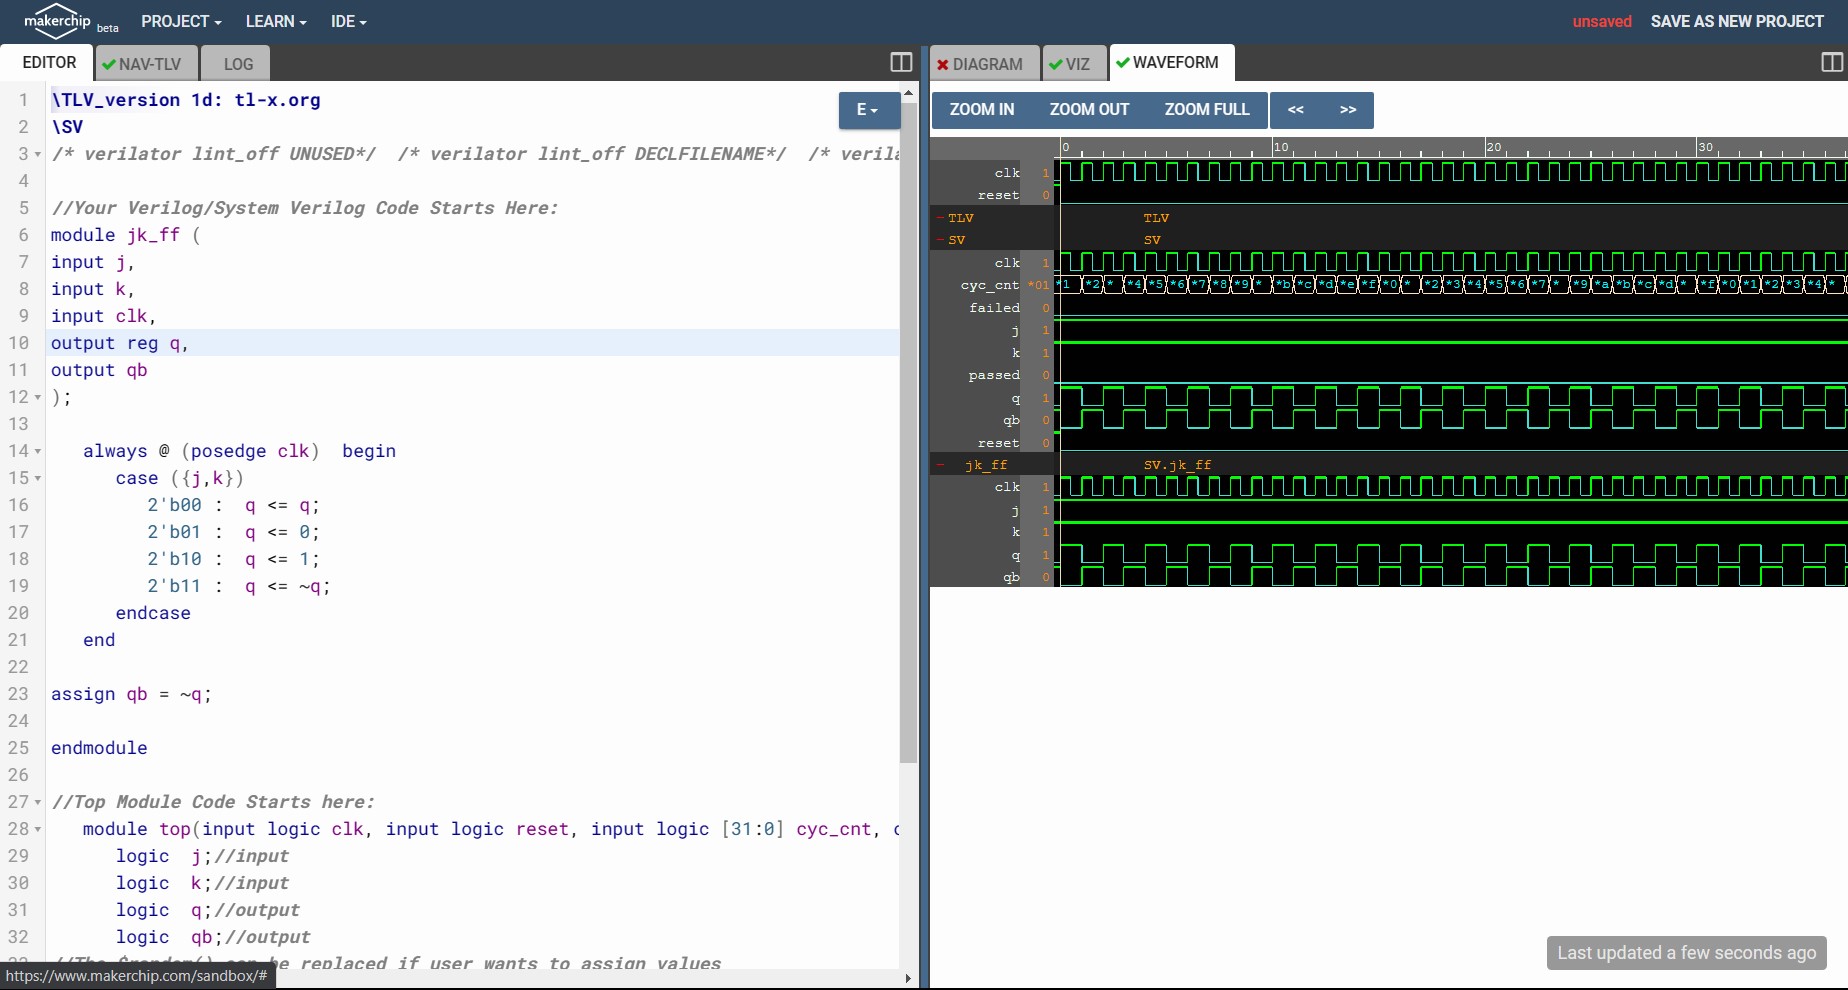 makerchip beta PROJECT LEARN IDE unsaved SAVE AS NEW PROJECT
EDITOR NAV-TLV LOG
DIAGRAM VIZ WAVEFORM
E
1 \TLV_version 1d: tl-x.org
2 \SV
3 /* verilator lint_off UNUSED*/ /* verilator lint_off DECLFILENAME*/ /* veril
4
5 //Your Verilog/System Verilog Code Starts Here:
6 module jk_ff (
7 input j,
8 input k,
9 input clk,
10 output reg q,
11 output qb
12 );
13
14 always @ (posedge clk) begin
15 case ({j,k})
16 2'b00 : q <= q;
17 2'b01 : q <= 0;
18 2'b10 : q <= 1;
19 2'b11 : q <= ~q;
20 endcase
21 end
22
23 assign qb = ~q;
24
25 endmodule
26
27 //Top Module Code Starts here:
28 module top(input logic clk, input logic reset, input logic [31:0] cyc_cnt,
29 logic j;//input
30 logic k;//input
31 logic q;//output
32 logic qb;//output
be replaced if user wants to assign values
https://www.makerchip.com/sandbox/#
ZOOM IN ZOOM OUT ZOOM FULL << >>
0 10 20 30
clk 1
reset 0
- TLV TLV
- SV SV
clk 1
cyc_cnt *01 *1 *2 * *4 *5 *6 *7 *8 *9 * *b *c *d *e *f *0 * *2 *3 *4 *5 *6 *7 * *9 *a *b *c *d * *f *0 *1 *2 *3 *4 *
failed 0
j 1
k 1
passed 0
q 1
qb 0
reset 0
- jk_ff SV.jk_ff
clk 1
j 1
k 1
q 1
qb 0
Last updated a few seconds ago